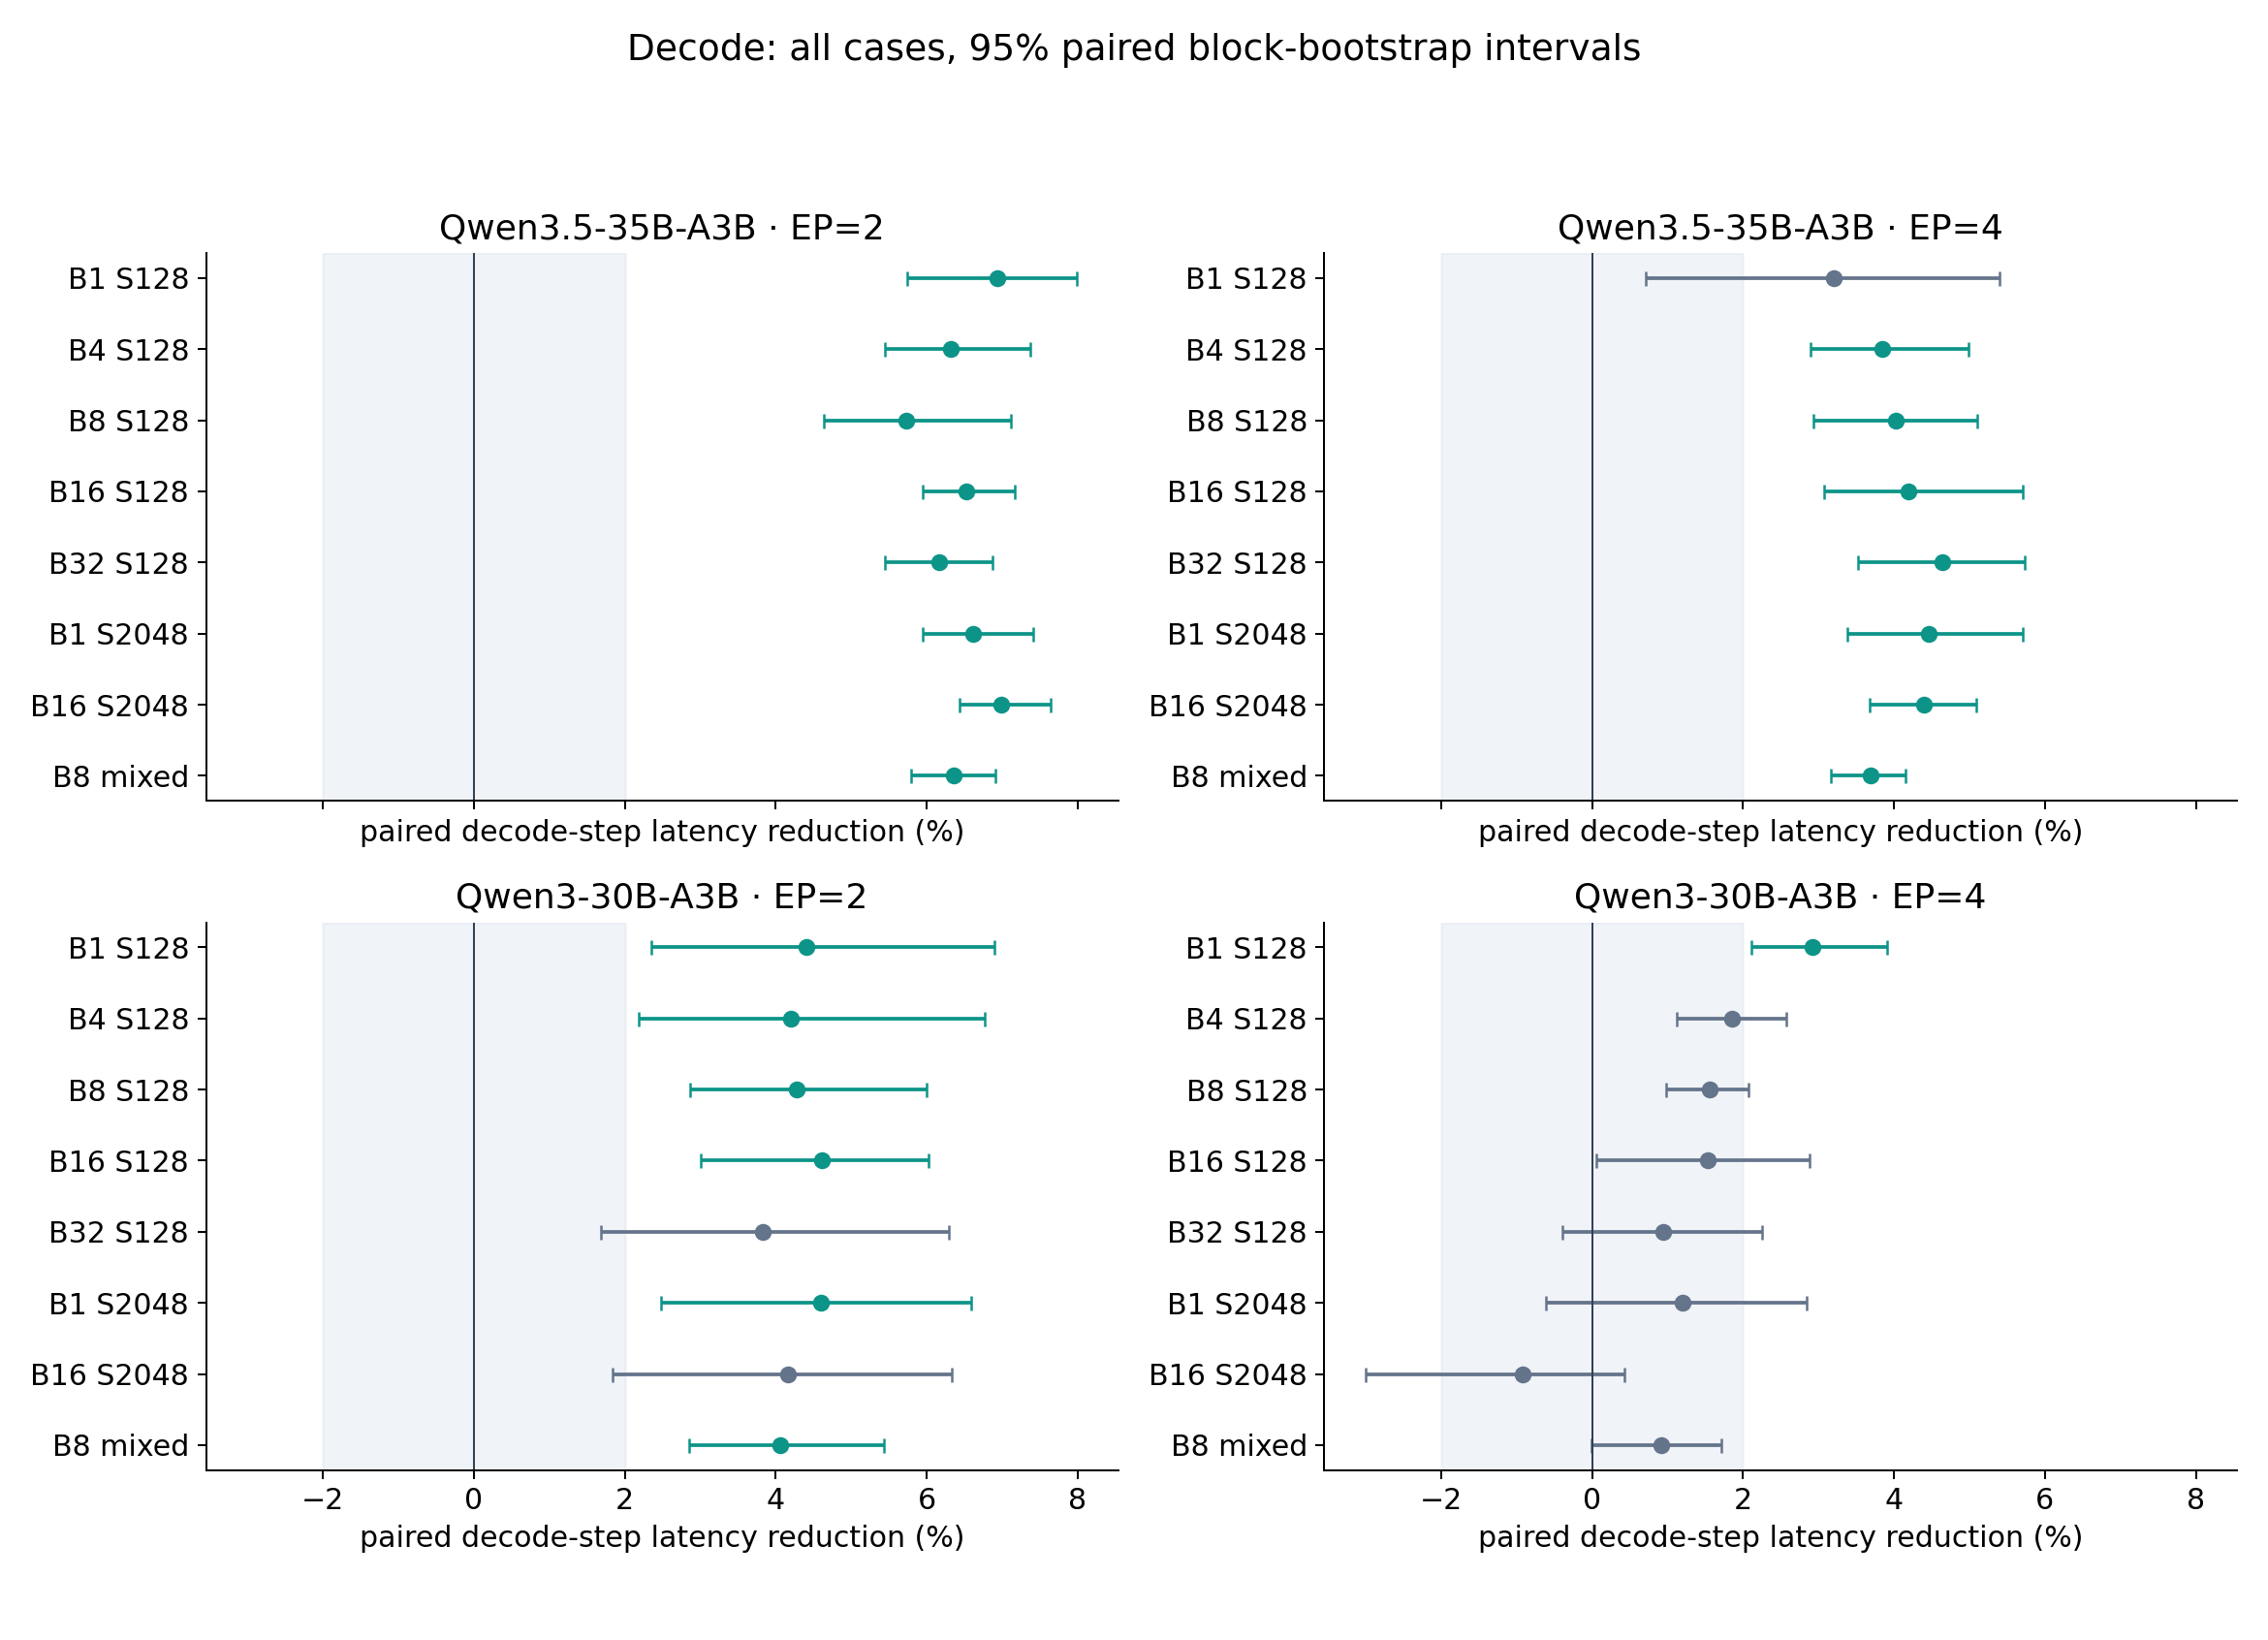 Decode: all cases, 95% paired block-bootstrap intervals
Qwen3.5-35B-A3B · EP=2
B1 S128
B4 S128
B8 S128
B16 S128
B32 S128
B1 S2048
B16 S2048
B8 mixed
paired decode-step latency reduction (%)
Qwen3.5-35B-A3B · EP=4
B1 S128
B4 S128
B8 S128
B16 S128
B32 S128
B1 S2048
B16 S2048
B8 mixed
paired decode-step latency reduction (%)
Qwen3-30B-A3B · EP=2
B1 S128
B4 S128
B8 S128
B16 S128
B32 S128
B1 S2048
B16 S2048
B8 mixed
−2 0 2 4 6 8
paired decode-step latency reduction (%)
Qwen3-30B-A3B · EP=4
B1 S128
B4 S128
B8 S128
B16 S128
B32 S128
B1 S2048
B16 S2048
B8 mixed
−2 0 2 4 6 8
paired decode-step latency reduction (%)